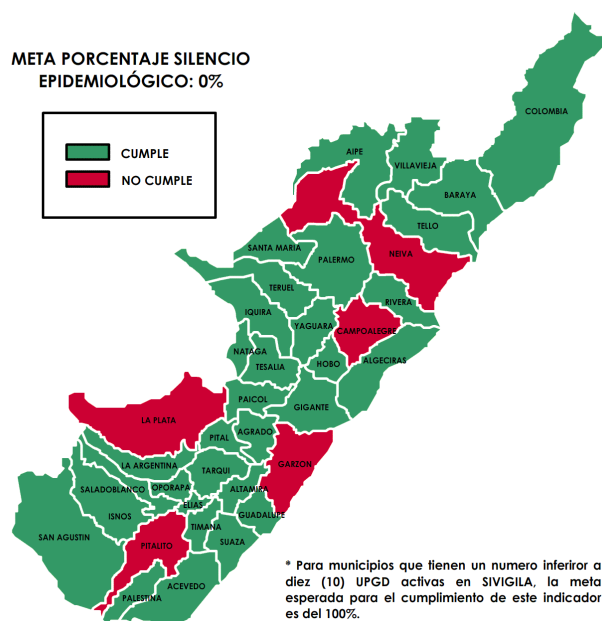 META PORCENTAJE SILENCIO
EPIDEMIOLÓGICO: 0%
CUMPLE
NO CUMPLE
COLOMBIA
AIPE
VILLAVIEJA
BARAYA
TELLO
SANTA MARIA
NEIVA
PALERMO
TERUEL
RIVERA
IQUIRA
YAGUARA
CAMPOALEGRE
NATAGA
HOBO
ALGECIRAS
TESALIA
PAICOL
GIGANTE
LA PLATA
AGRADO
PITAL
LA ARGENTINA
GARZON
TARQUI
SALADOBLANCO
OPORAPA
ALTAMIRA
ELIAS
GUADALUPE
ISNOS
TIMANA
SAN AGUSTIN
SUAZA
PITALITO
ACEVEDO
PALESTINA
* Para municipios que tienen un numero inferiror a
diez (10) UPGD activas en SIVIGILA, la meta
esperada para el cumplimiento de este indicador
es del 100%.